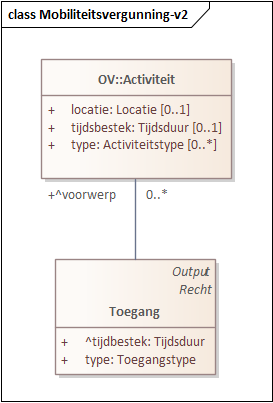 class Mobiliteitsvergunning-v2
OV::Activiteit
+ locatie: Locatie [0..1]
+ tijdsbestek: Tijdsduur [0..1]
+ type: Activiteitstype [0..*]
+^voorwerp 0..*
Output
Recht
Toegang
+ ^tijdbestek: Tijdsduur
+ type: Toegangstype